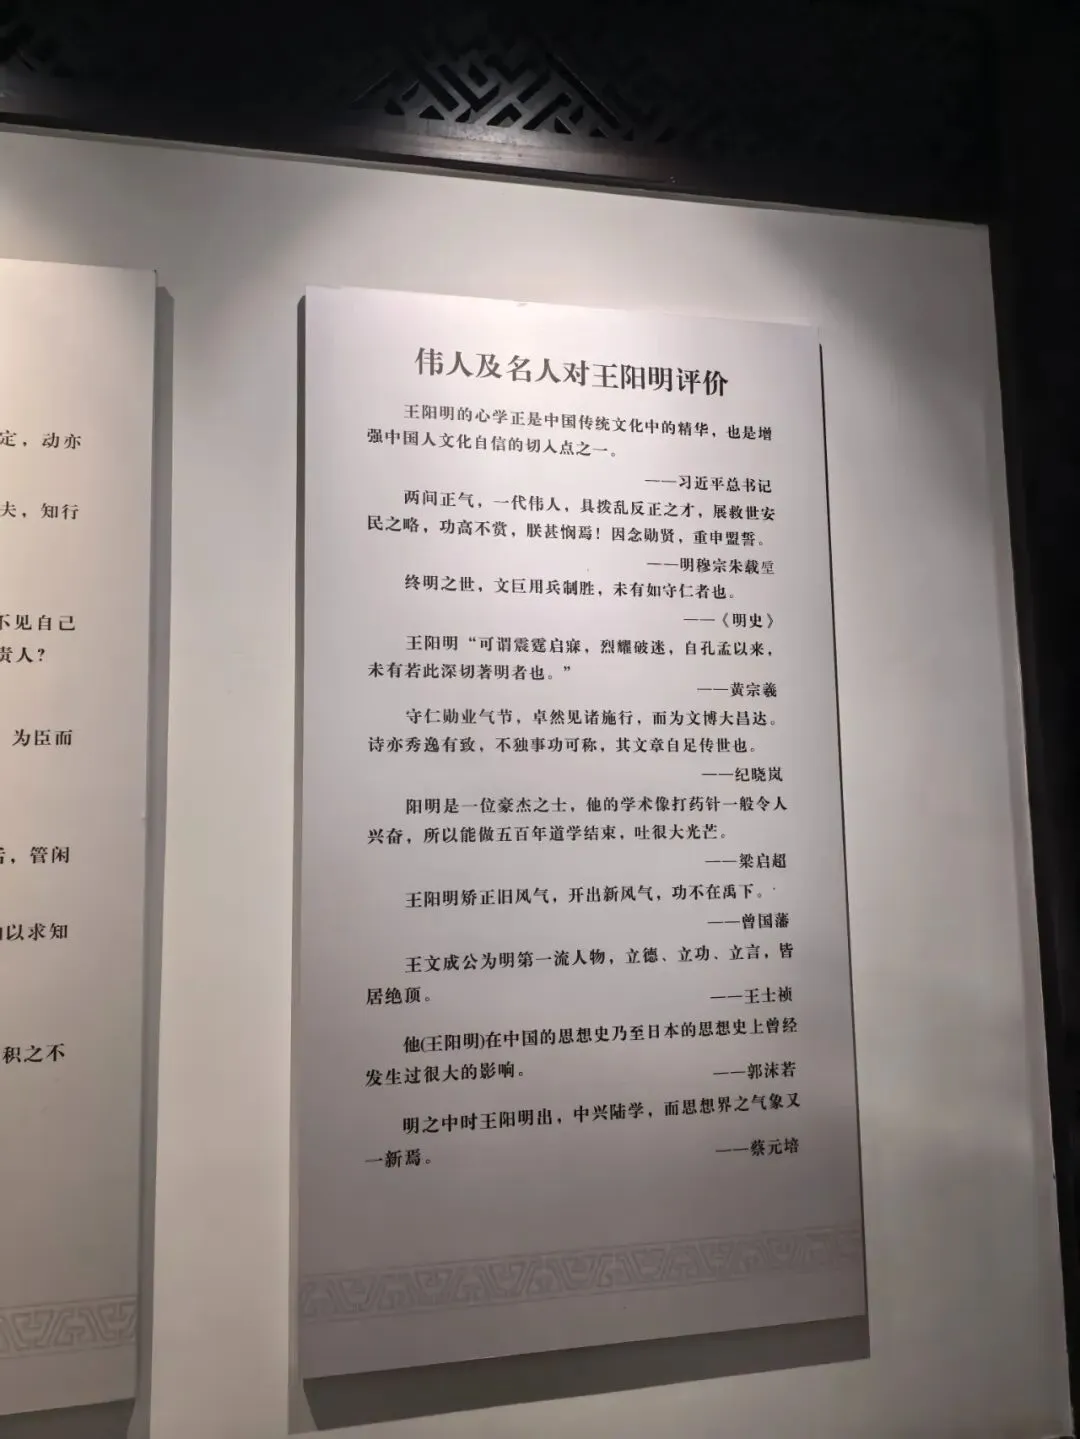 定，动亦
夫，知行
不见自己
责人？
为臣而
，管闲
以求知
积之不
伟人及名人对王阳明评价
王阳明的心学正是中国传统文化中的精华，也是增
强中国人文化自信的切入点之一。
——习近平总书记
两间正气，一代伟人，具拨乱反正之才，展救世安
民之略，功高不赏，朕甚悯焉！因念勋贤，重申盟誓。
——明穆宗朱载垕
终明之世，文臣用兵制胜，未有如守仁者也。
——《明史》
王阳明“可谓震霆启寐，烈耀破迷，自孔孟以来，
未有若此深切著明者也。”
——黄宗羲
守仁勋业气节，卓然见诸施行，而为文博大昌达。
诗亦秀逸有致，不独事功可称，其文章自足传世也。
——纪晓岚
阳明是一位豪杰之士，他的学术像打药针一般令人
兴奋，所以能做五百年道学结束，吐很大光芒。
——梁启超
王阳明矫正旧风气，开出新风气，功不在禹下。
——曾国藩
王文成公为明第一流人物，立德、立功、立言，皆
居绝顶。
——王士祯
他(王阳明)在中国的思想史乃至日本的思想史上曾经
发生过很大的影响。
——郭沫若
明之中时王阳明出，中兴陆学，而思想界之气象又
一新焉。
——蔡元培